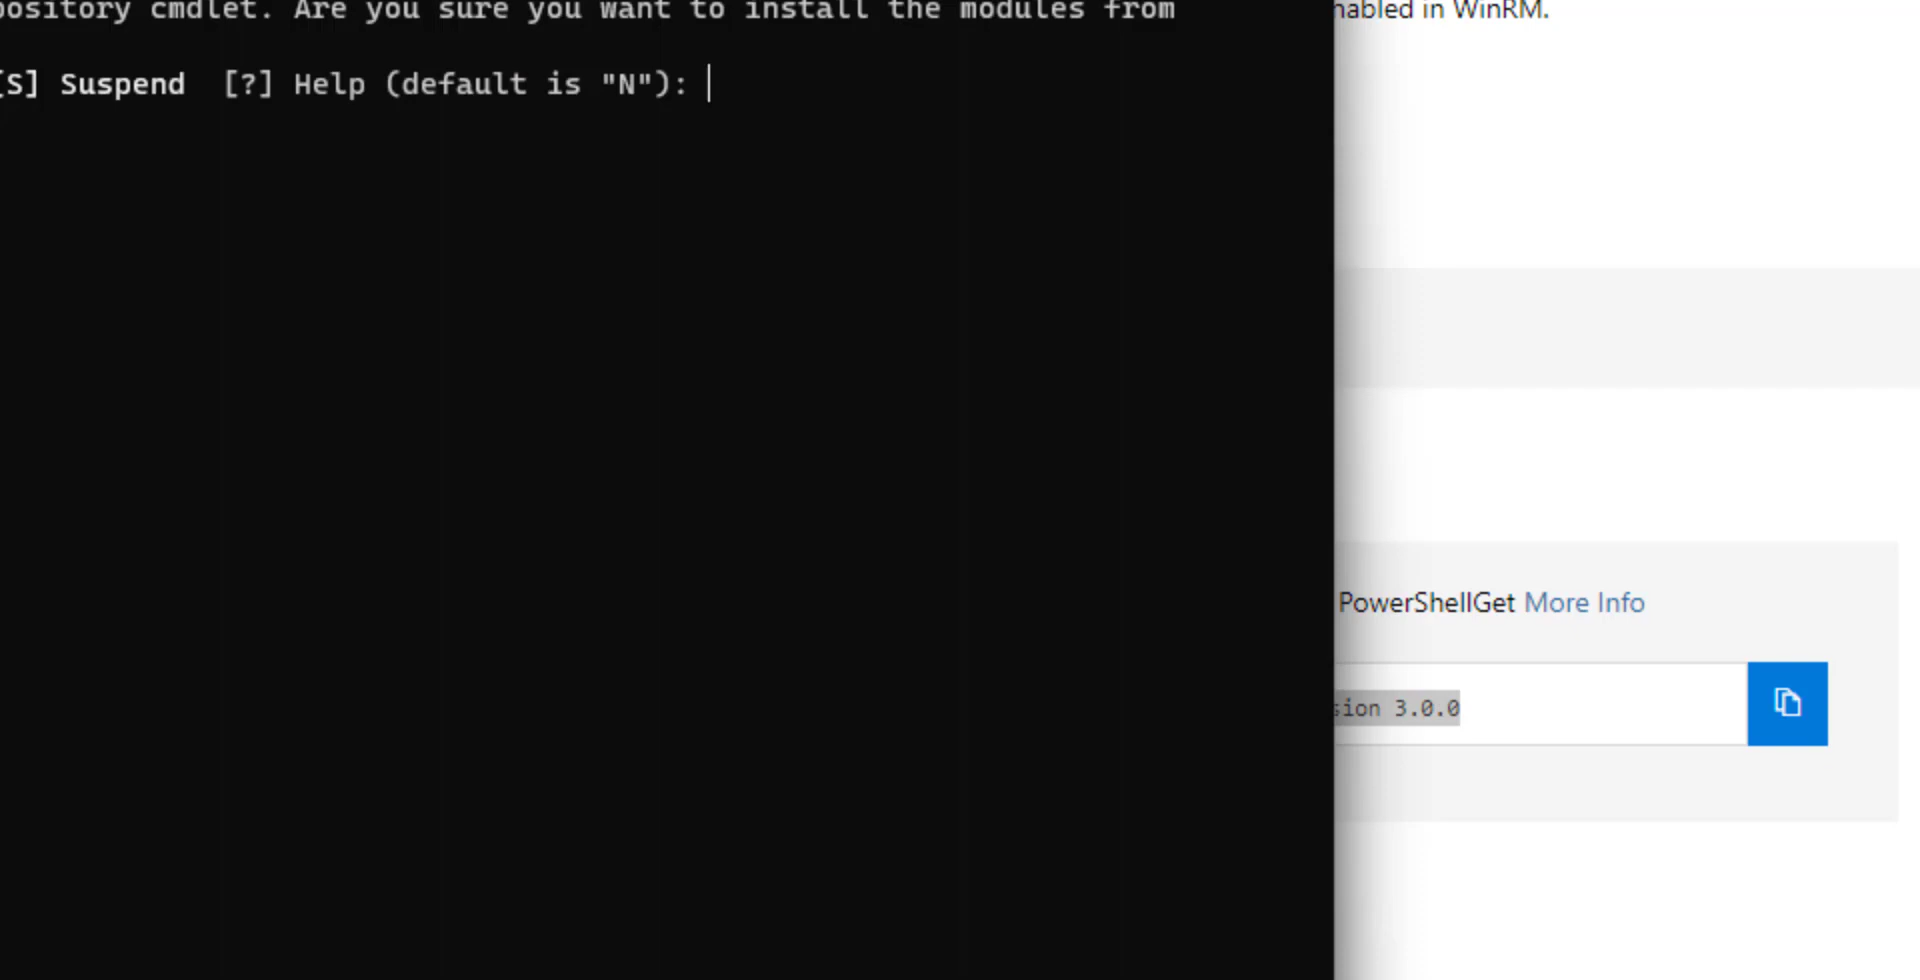 pository cmdlet. Are you sure you want to install the modules from
[S] Suspend  [?] Help (default is "N"):
nabled in WinRM.
PowerShellGet More Info
sion 3.0.0